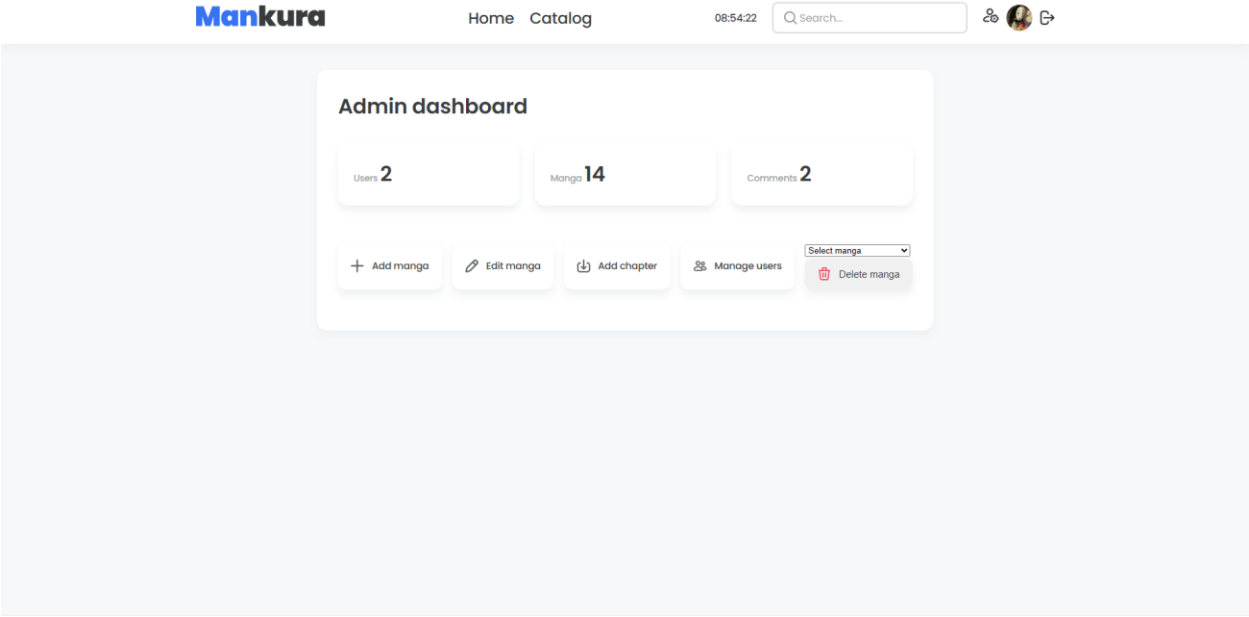 Mankura Home Catalog 08:54:22 Search...
Admin dashboard
Users 2 Manga 14 Comments 2
Select manga
Add manga Edit manga Add chapter Manage users Delete manga